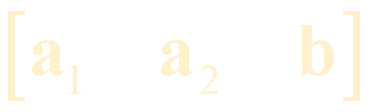 [a₁ a₂ b]